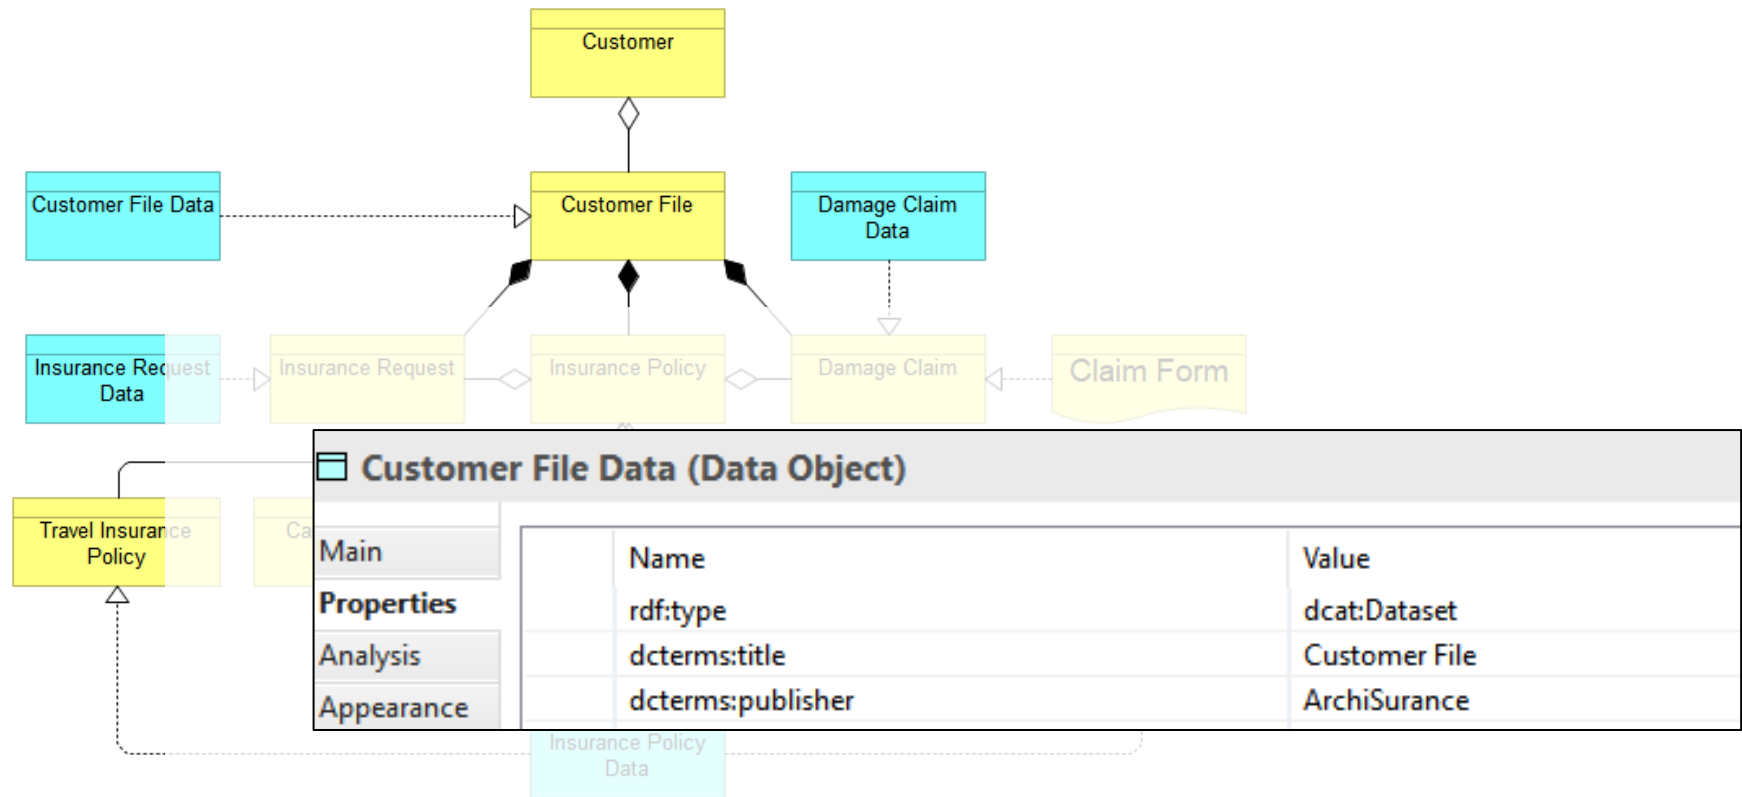 Customer
Customer File Data
Customer File
Damage Claim
Data
Insurance Request
Data
Insurance Request
Insurance Policy
Damage Claim
Claim Form
Travel Insurance
Policy
Ca
Customer File Data (Data Object)
Main
Properties
Analysis
Appearance
Name Value
rdf:type dcat:Dataset
dcterms:title Customer File
dcterms:publisher ArchiSurance
Insurance Policy
Data